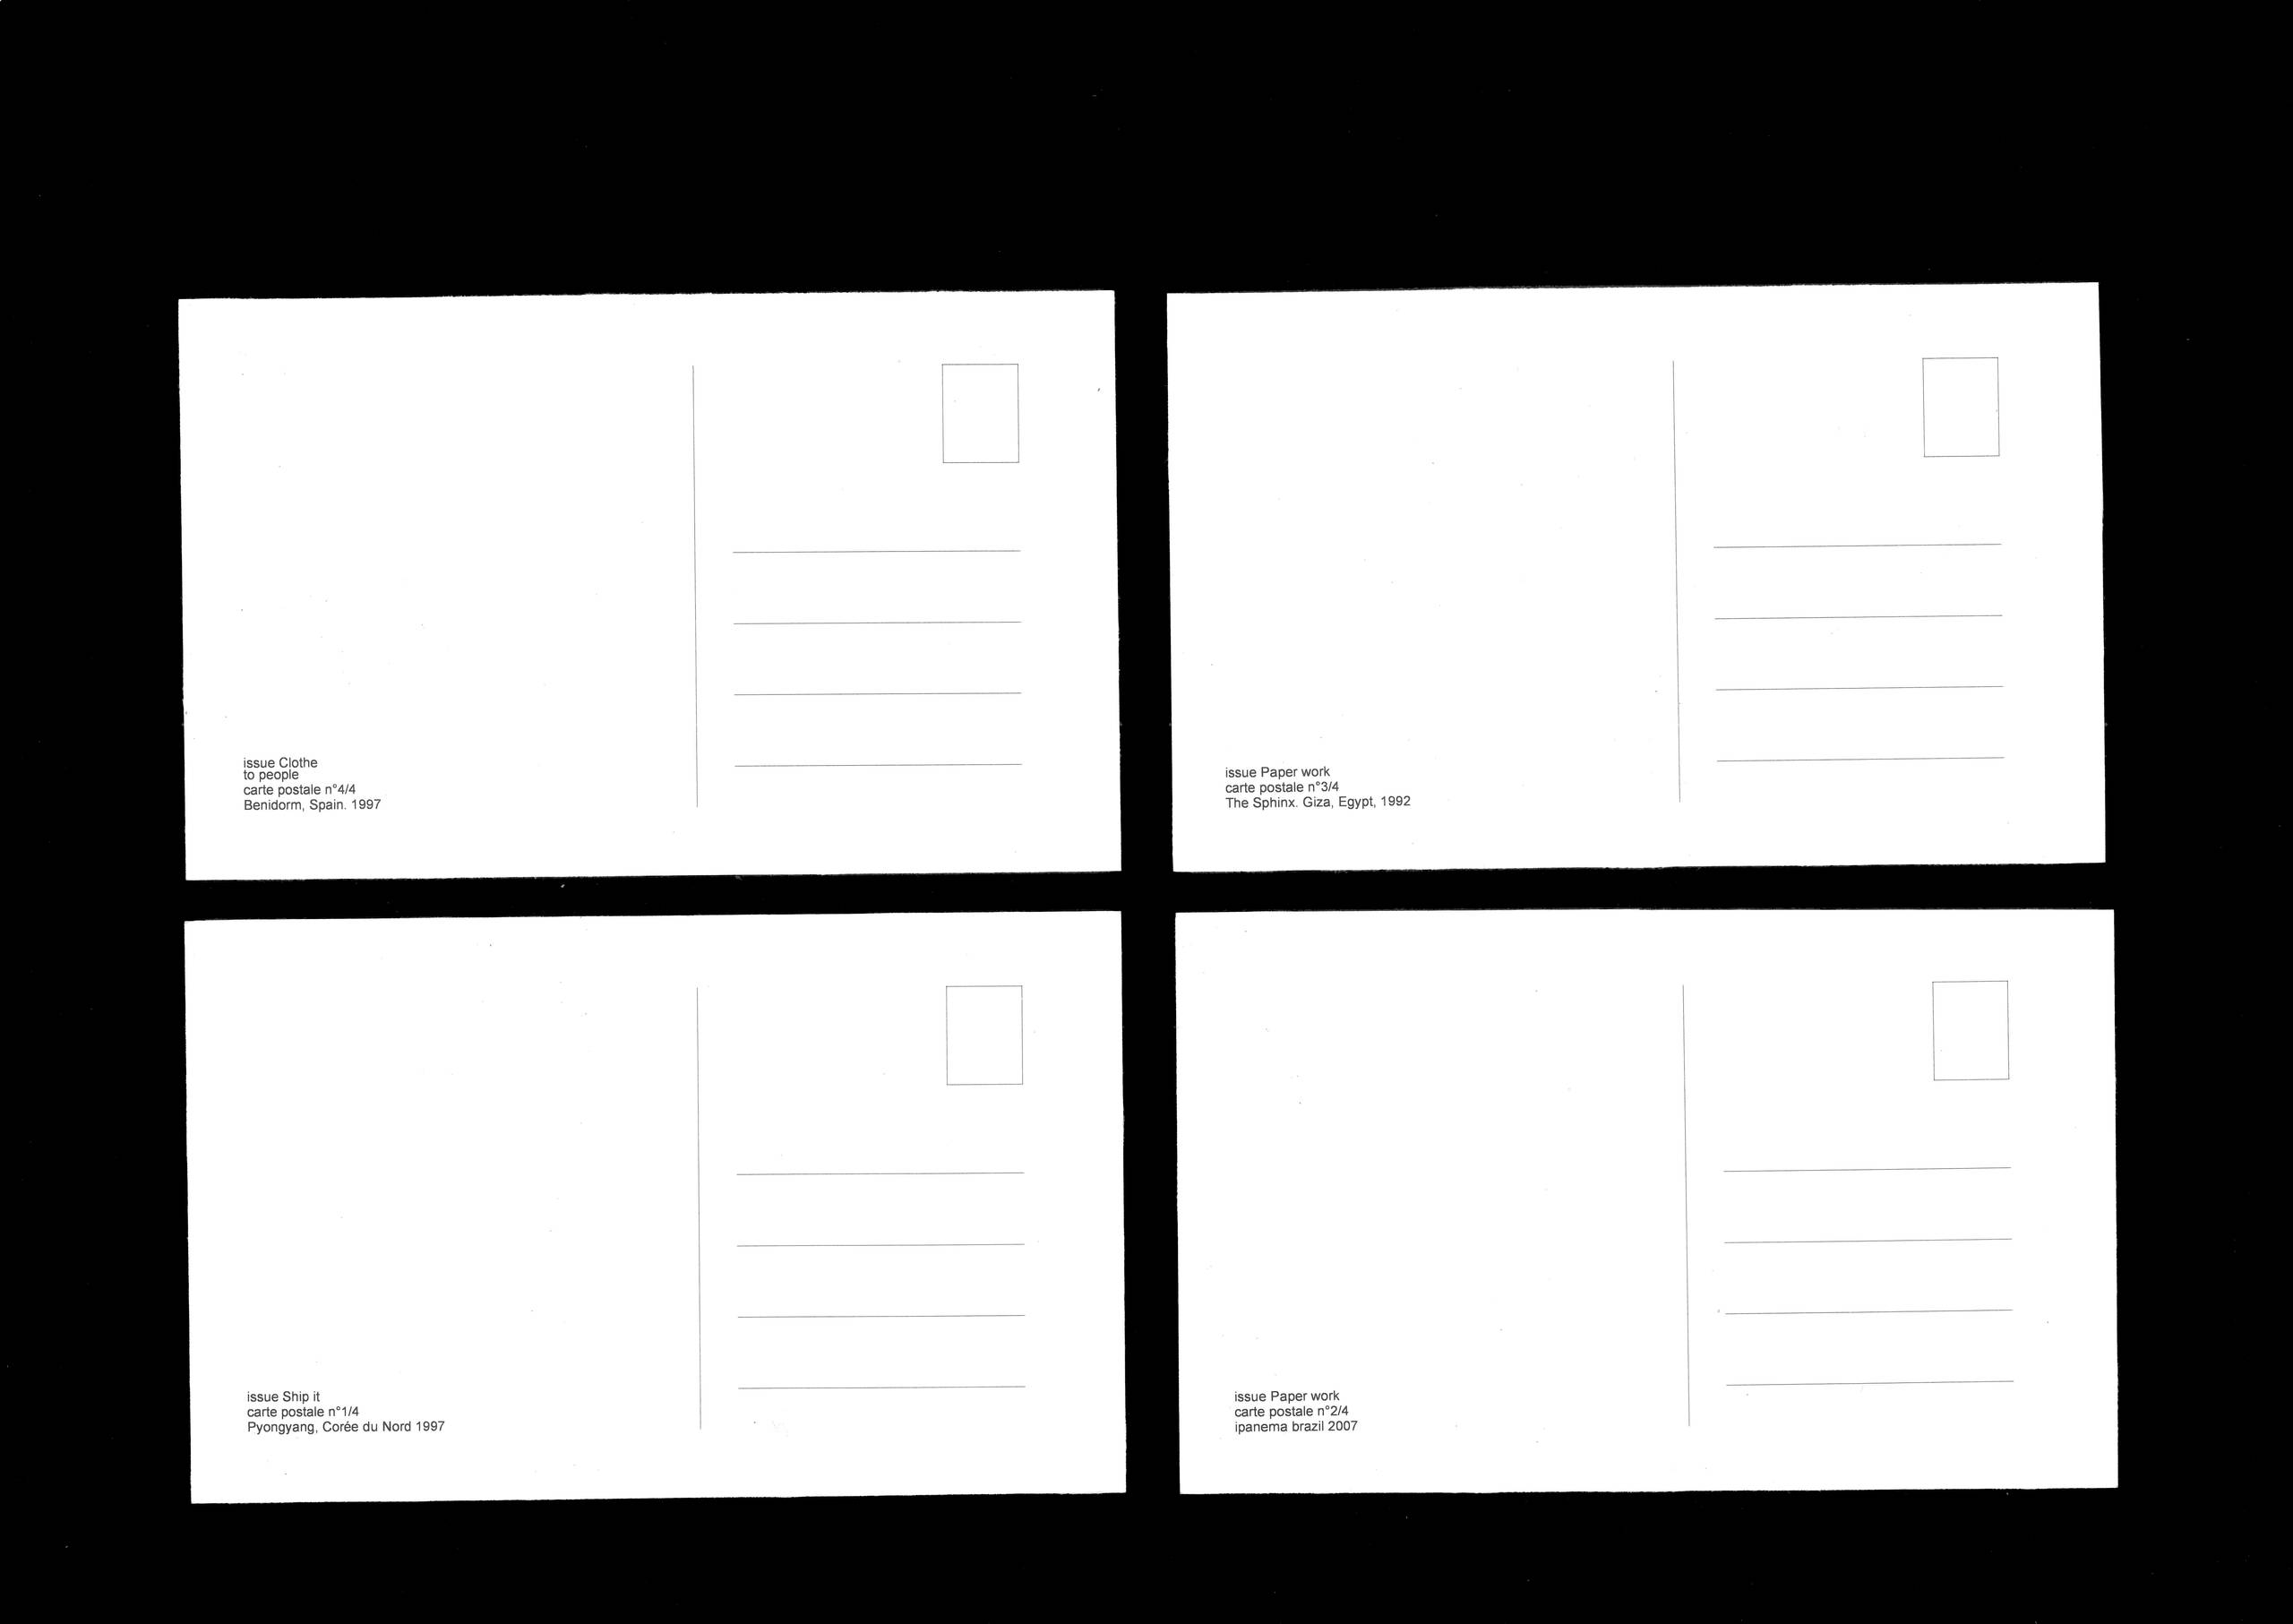 issue Clothe
to people
carte postale n°4/4
Benidorm, Spain. 1997
issue Paper work
carte postale n°3/4
The Sphinx. Giza, Egypt, 1992
issue Ship it
carte postale n°1/4
Pyongyang, Corée du Nord 1997
issue Paper work
carte postale n°2/4
ipanema brazil 2007